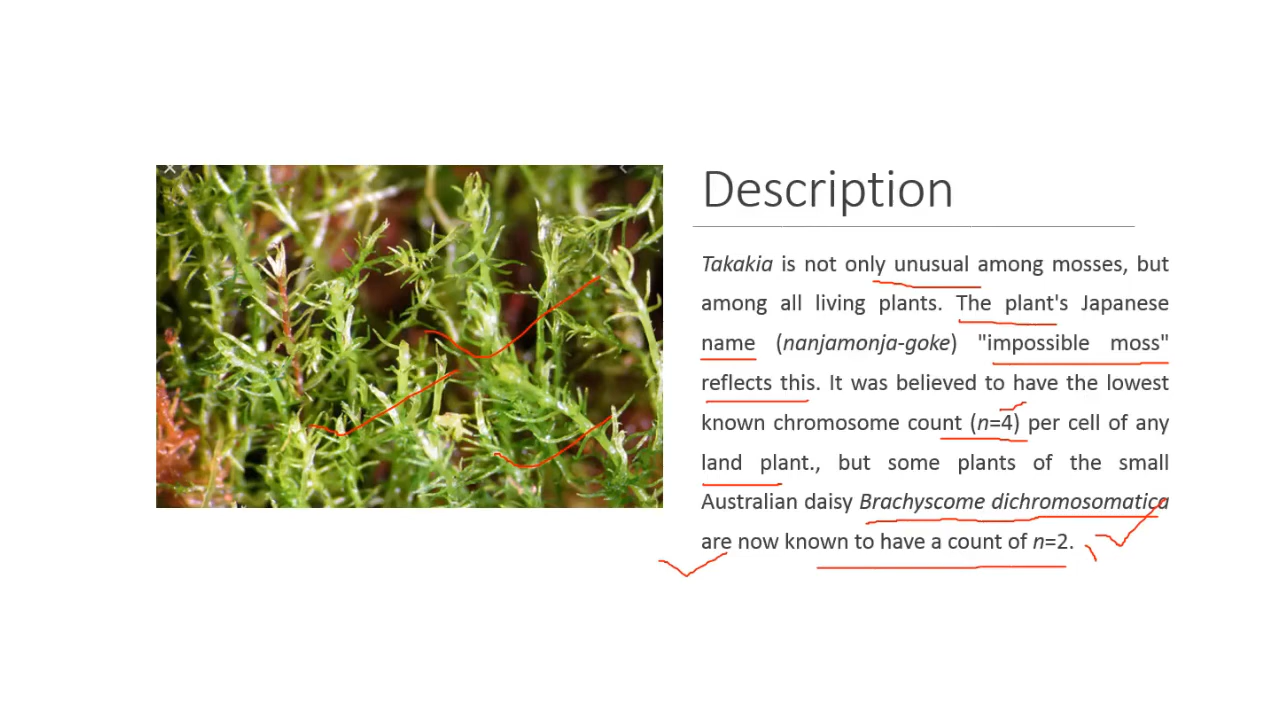 Description
Takakia is not only unusual among mosses, but
among all living plants. The plant's Japanese
name (nanjamonja-goke) "impossible moss"
reflects this. It was believed to have the lowest
known chromosome count (n=4) per cell of any
land plant., but some plants of the small
Australian daisy Brachyscome dichromosomatica
are now known to have a count of n=2.